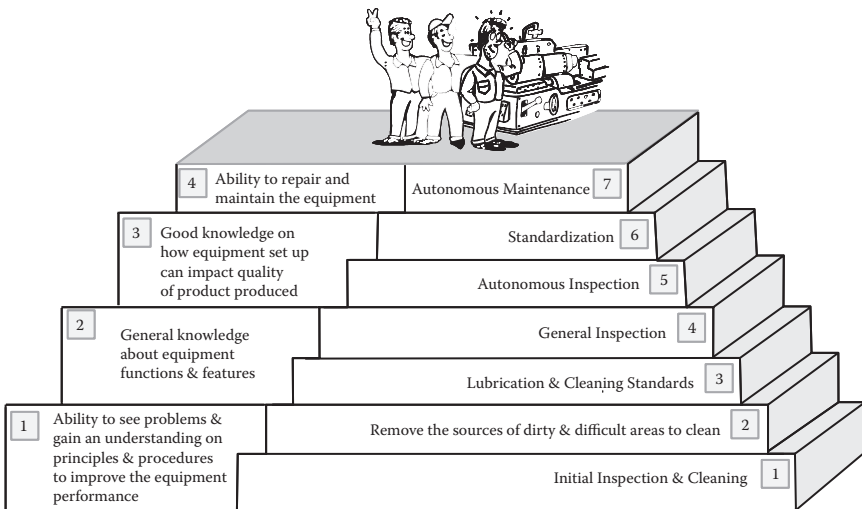 4
Ability to repair and
maintain the equipment
Autonomous Maintenance 7
3
Good knowledge on
how equipment set up
can impact quality
of product produced
Standardization 6
Autonomous Inspection 5
2
General knowledge
about equipment
functions & features
General Inspection 4
Lubrication & Cleaning Standards 3
1
Ability to see problems &
gain an understanding on
principles & procedures
to improve the equipment
performance
Remove the sources of dirty & difficult areas to clean 2
Initial Inspection & Cleaning 1